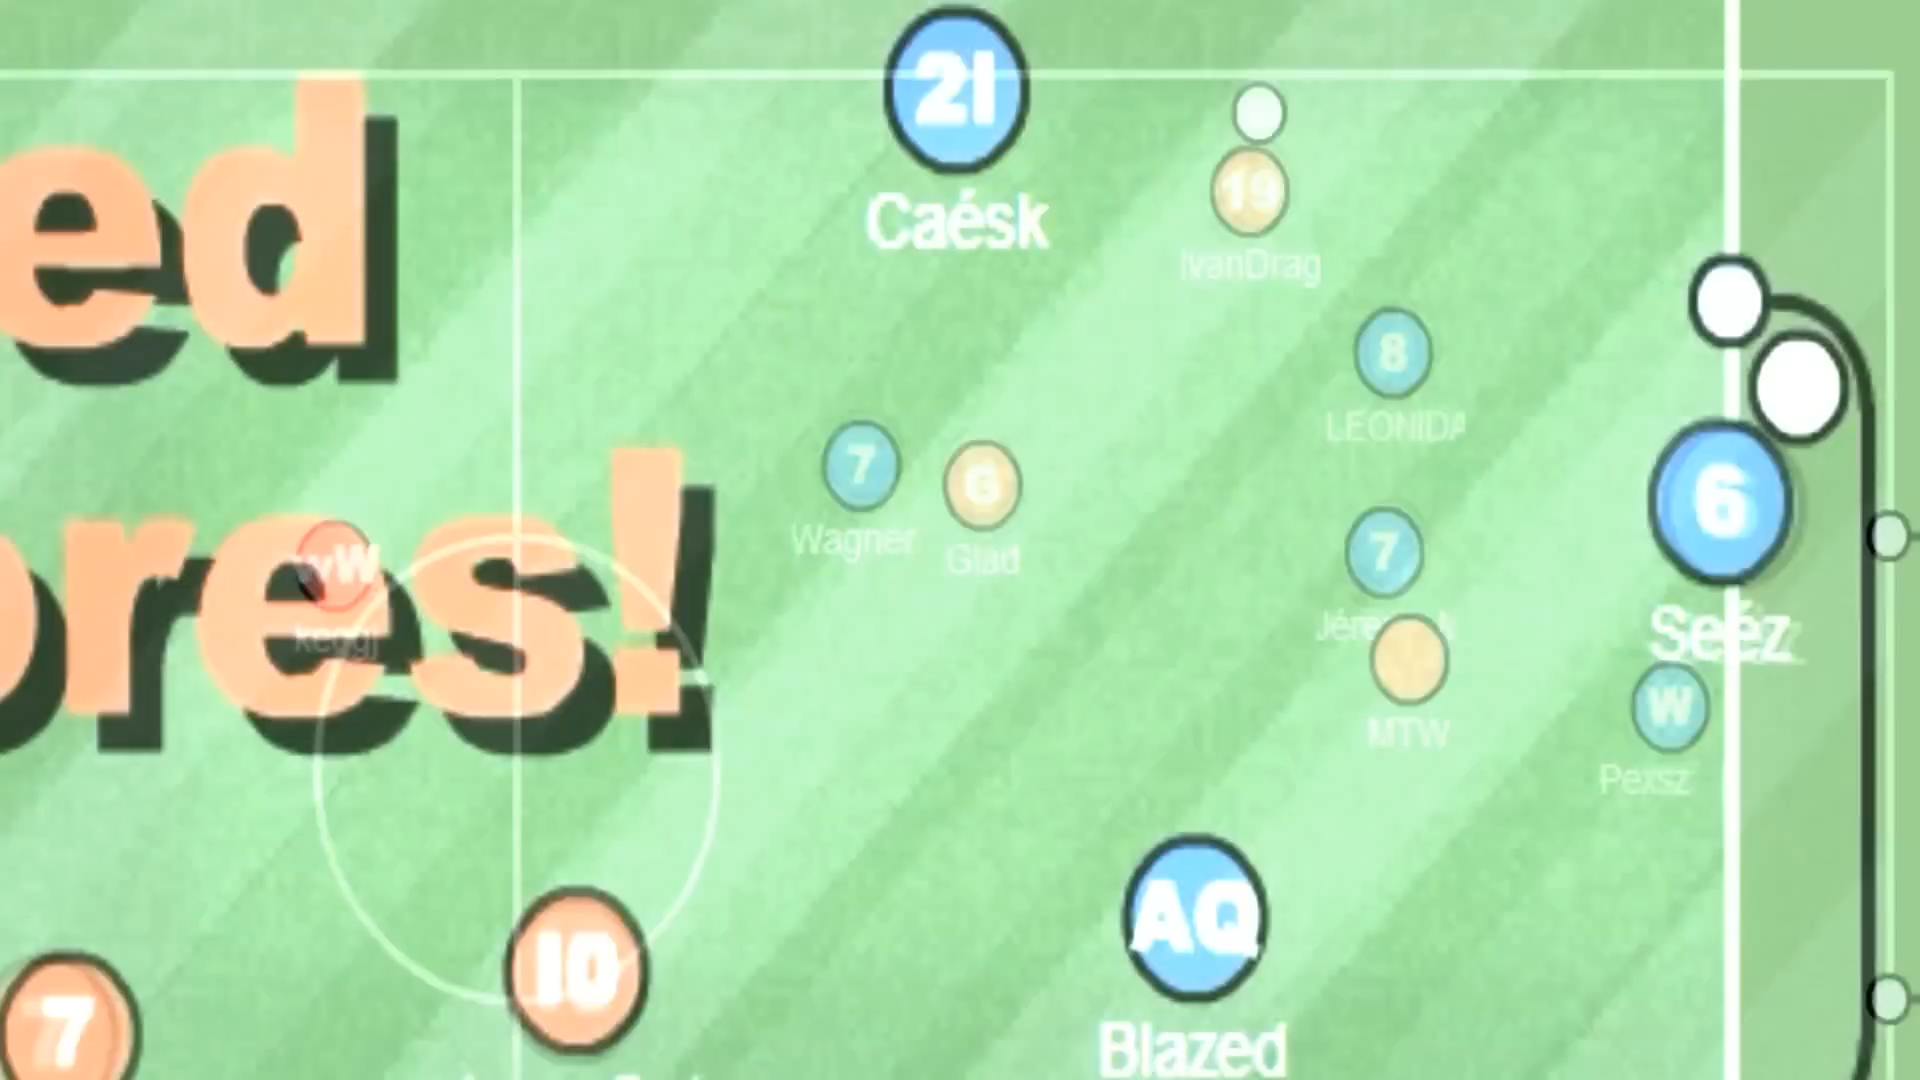 ed
21
Caésk
19
IvanDrag
8
LEONIDA
7
Wagner
G
Glad
7
6
Seéz
ores!
W
Pexsz
MTW
AQ
Blazed
10
7